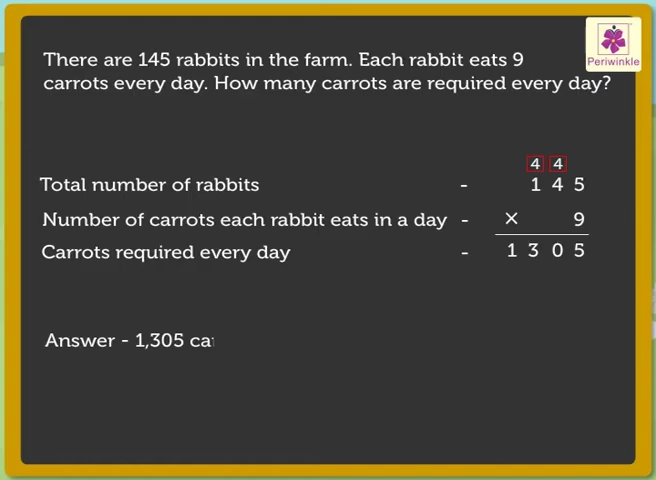 There are 145 rabbits in the farm. Each rabbit eats 9
carrots every day. How many carrots are required every day?
Periwinkle
4 4
Total number of rabbits - 1 4 5
Number of carrots each rabbit eats in a day - × 9
Carrots required every day - 1 3 0 5
Answer - 1,305